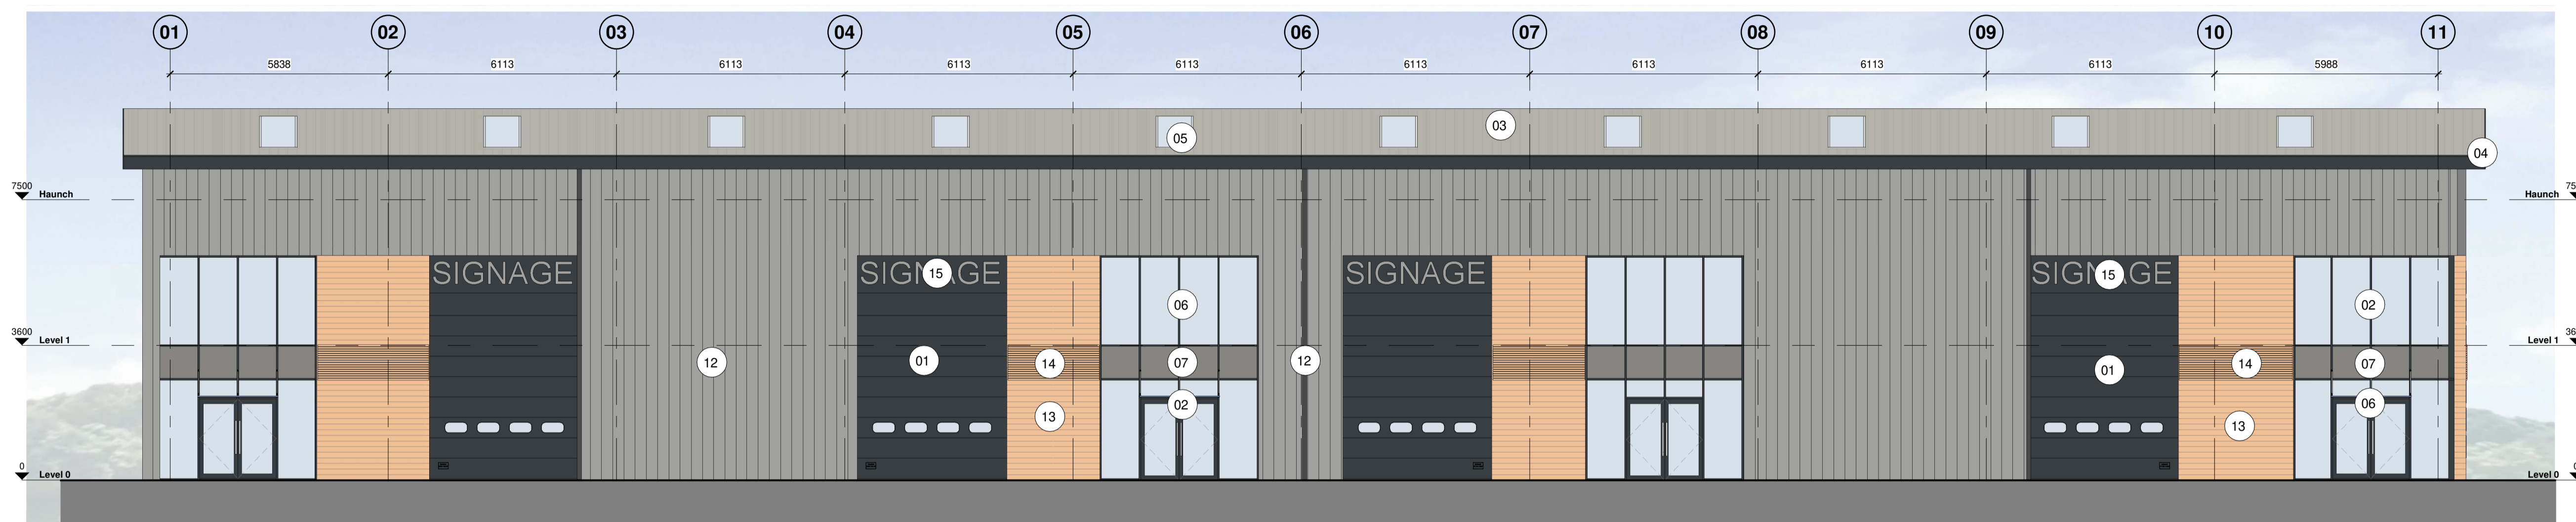 01 02 03 04 05 06 07 08 09 10 11
5838 6113 6113 6113 6113 6113 6113 6113 6113 5988
03
05
04
7500 Haunch
Haunch 75
SIGNAGE SIGNAGE SIGNAGE SIGNAGE
15 15
06 02
3600 Level 1
Level 1 36
12 01 14 07 12 01 14 07
02 06
13 13
0 Level 0
Level 0 0